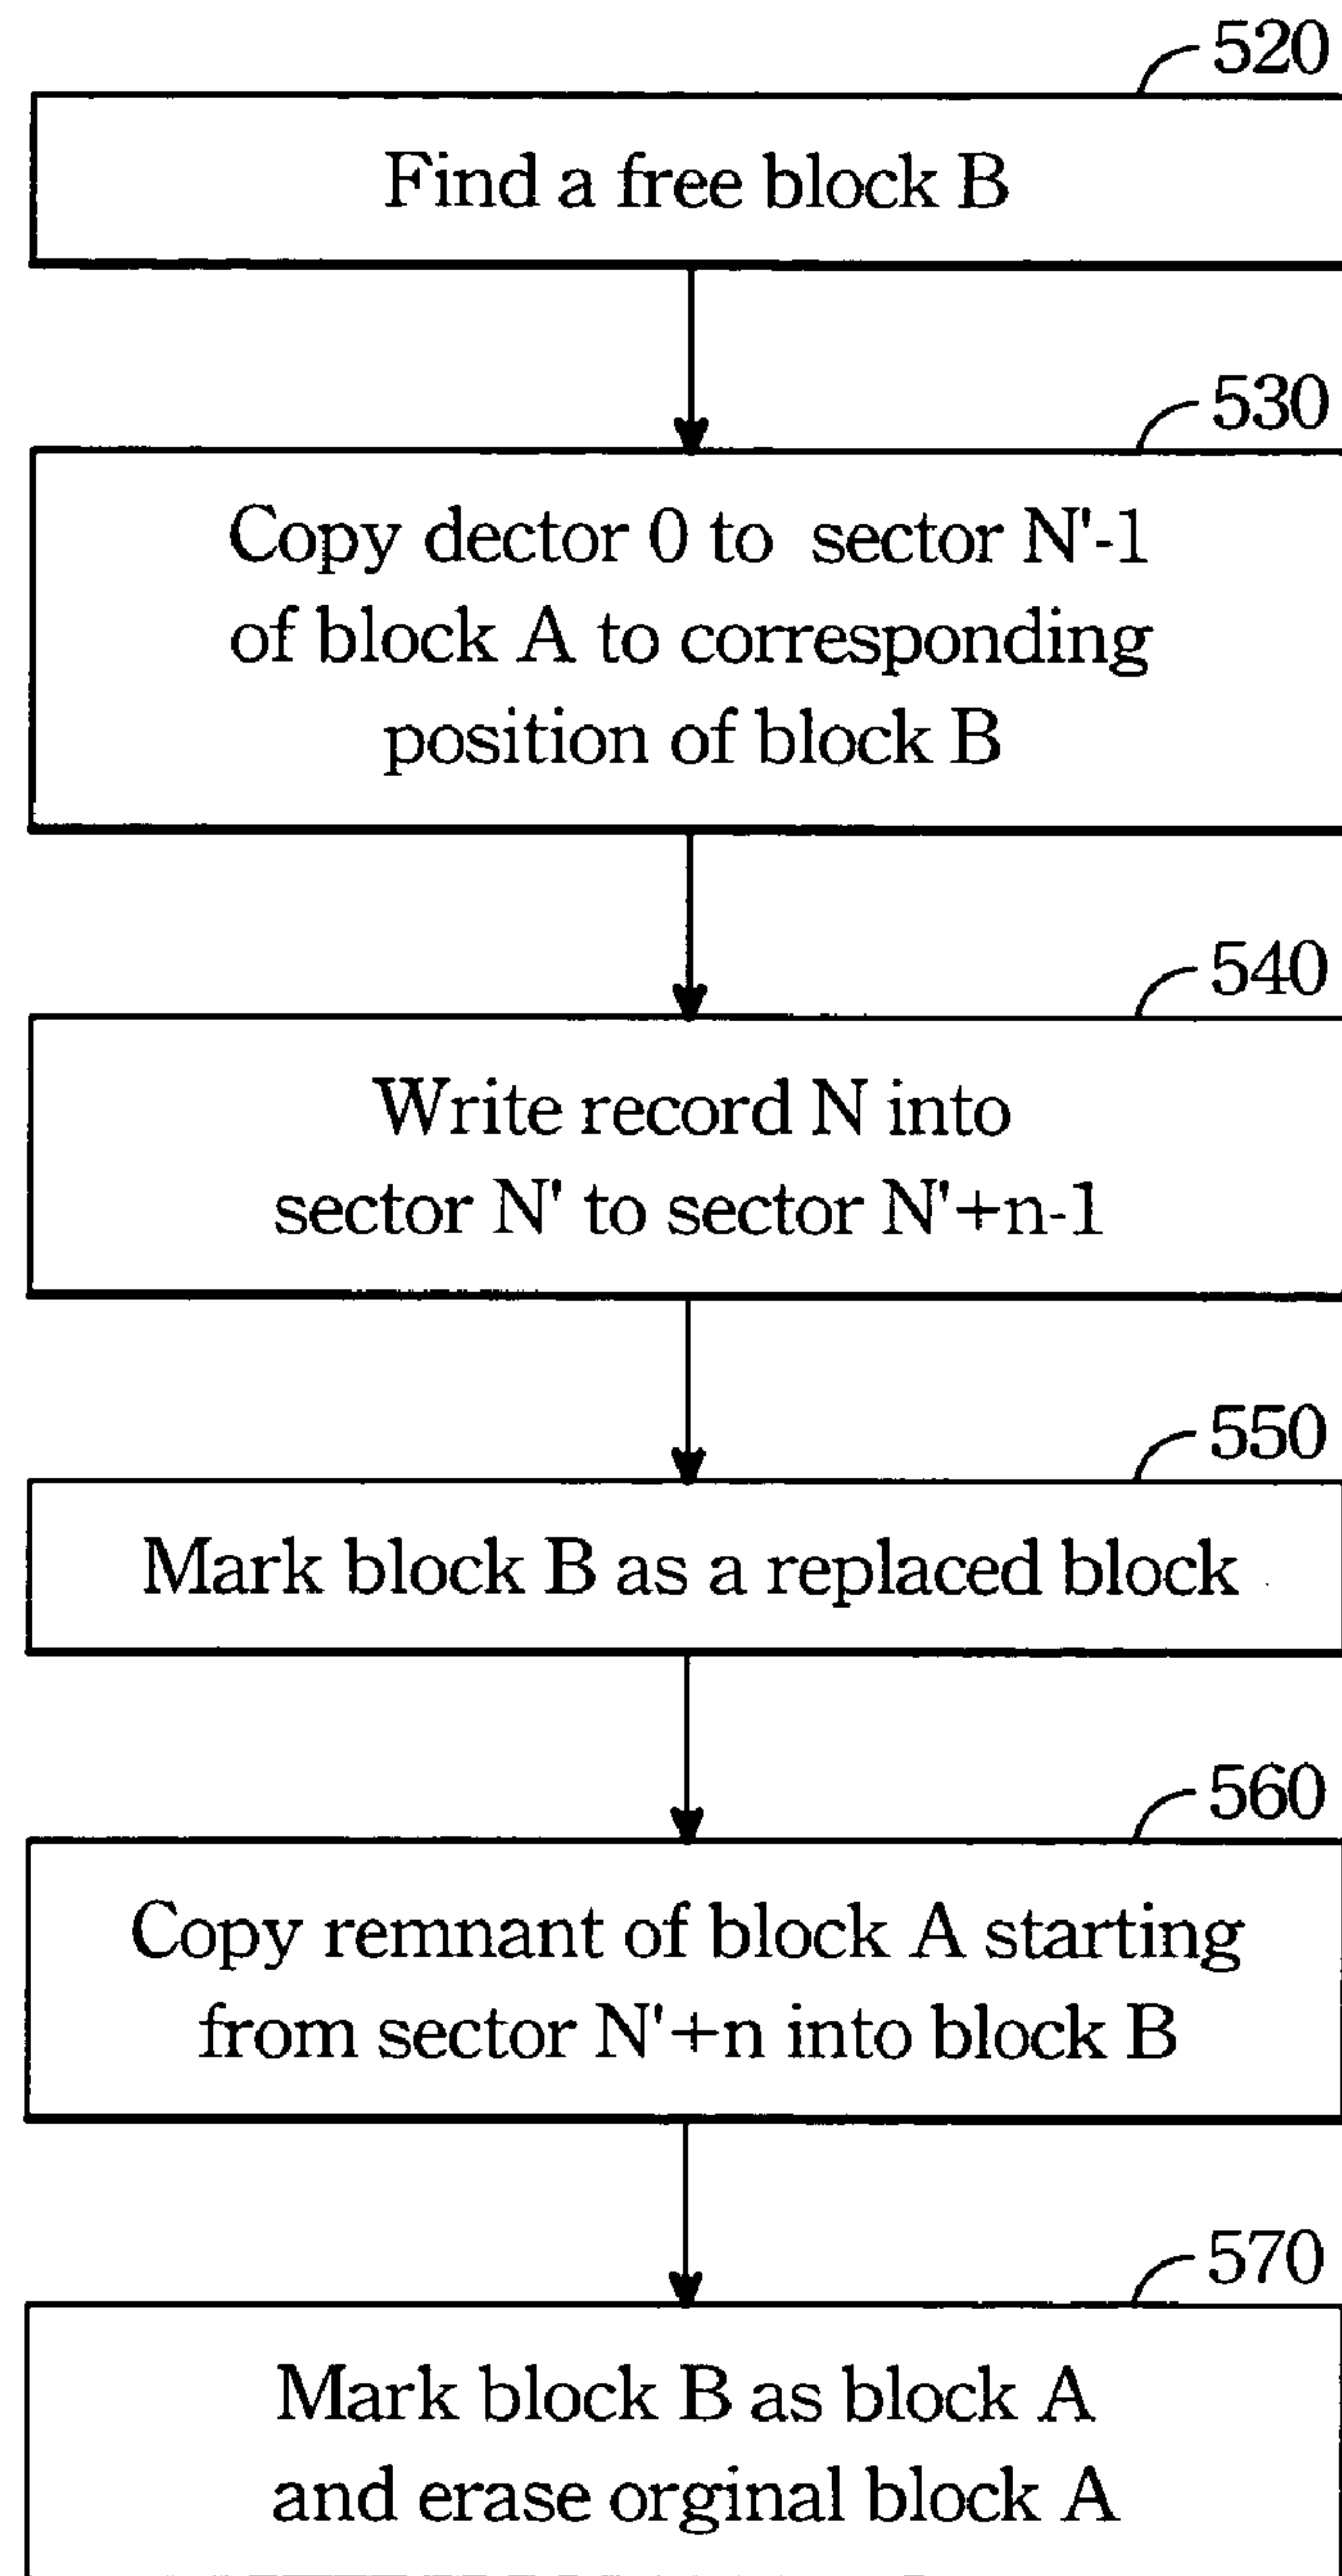 520
Find a free block B
530
Copy dector 0 to sector N'-1
of block A to corresponding
position of block B
540
Write record N into
sector N' to sector N'+n-1
550
Mark block B as a replaced block
560
Copy remnant of block A starting
from sector N'+n into block B
570
Mark block B as block A
and erase orginal block A